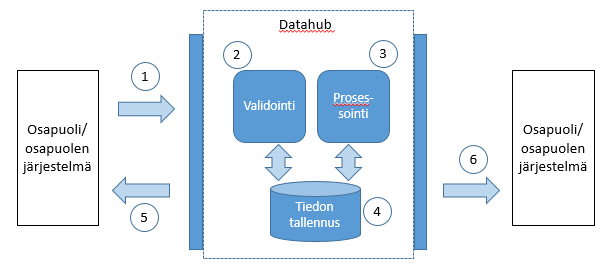 Datahub
1
2
3
Validointi
Proses-
sointi
Osapuoli/
osapuolen
järjestelmä
Osapuoli/
osapuolen
järjestelmä
6
Tiedon
tallennus
4
5